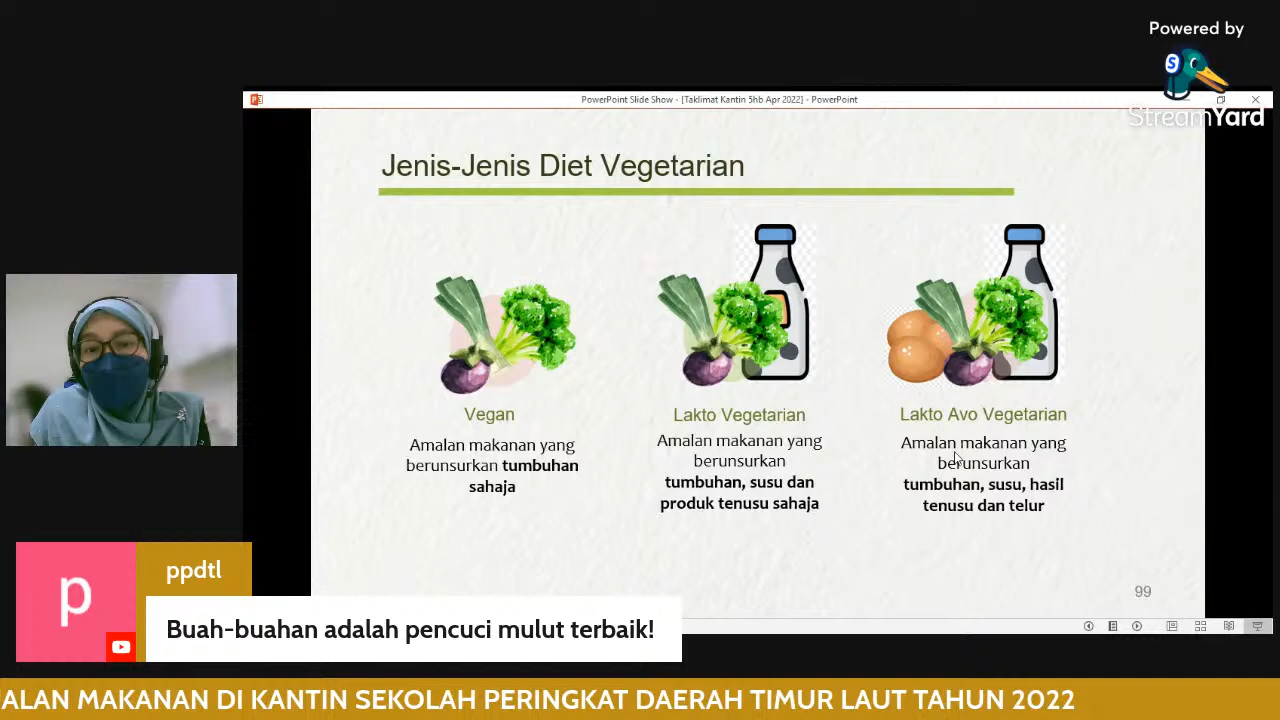 Powered by
S
StreamYard
PowerPoint Slide Show - [Taklimat Kantin 5hb Apr 2022] - PowerPoint
Jenis-Jenis Diet Vegetarian
Vegan
Amalan makanan yang
berunsurkan tumbuhan
sahaja
Lakto Vegetarian
Amalan makanan yang
berunsurkan
tumbuhan, susu dan
produk tenusu sahaja
Lakto Avo Vegetarian
Amalan makanan yang
berunsurkan
tumbuhan, susu, hasil
tenusu dan telur
99
p
ppdtl
Buah-buahan adalah pencuci mulut terbaik!
ALAN MAKANAN DI KANTIN SEKOLAH PERINGKAT DAERAH TIMUR LAUT TAHUN 2022